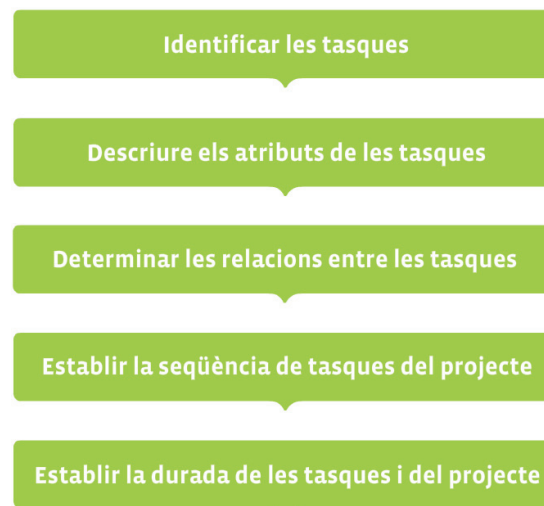 Identificar les tasques
Descriure els atributs de les tasques
Determinar les relacions entre les tasques
Establir la seqüència de tasques del projecte
Establir la durada de les tasques i del projecte